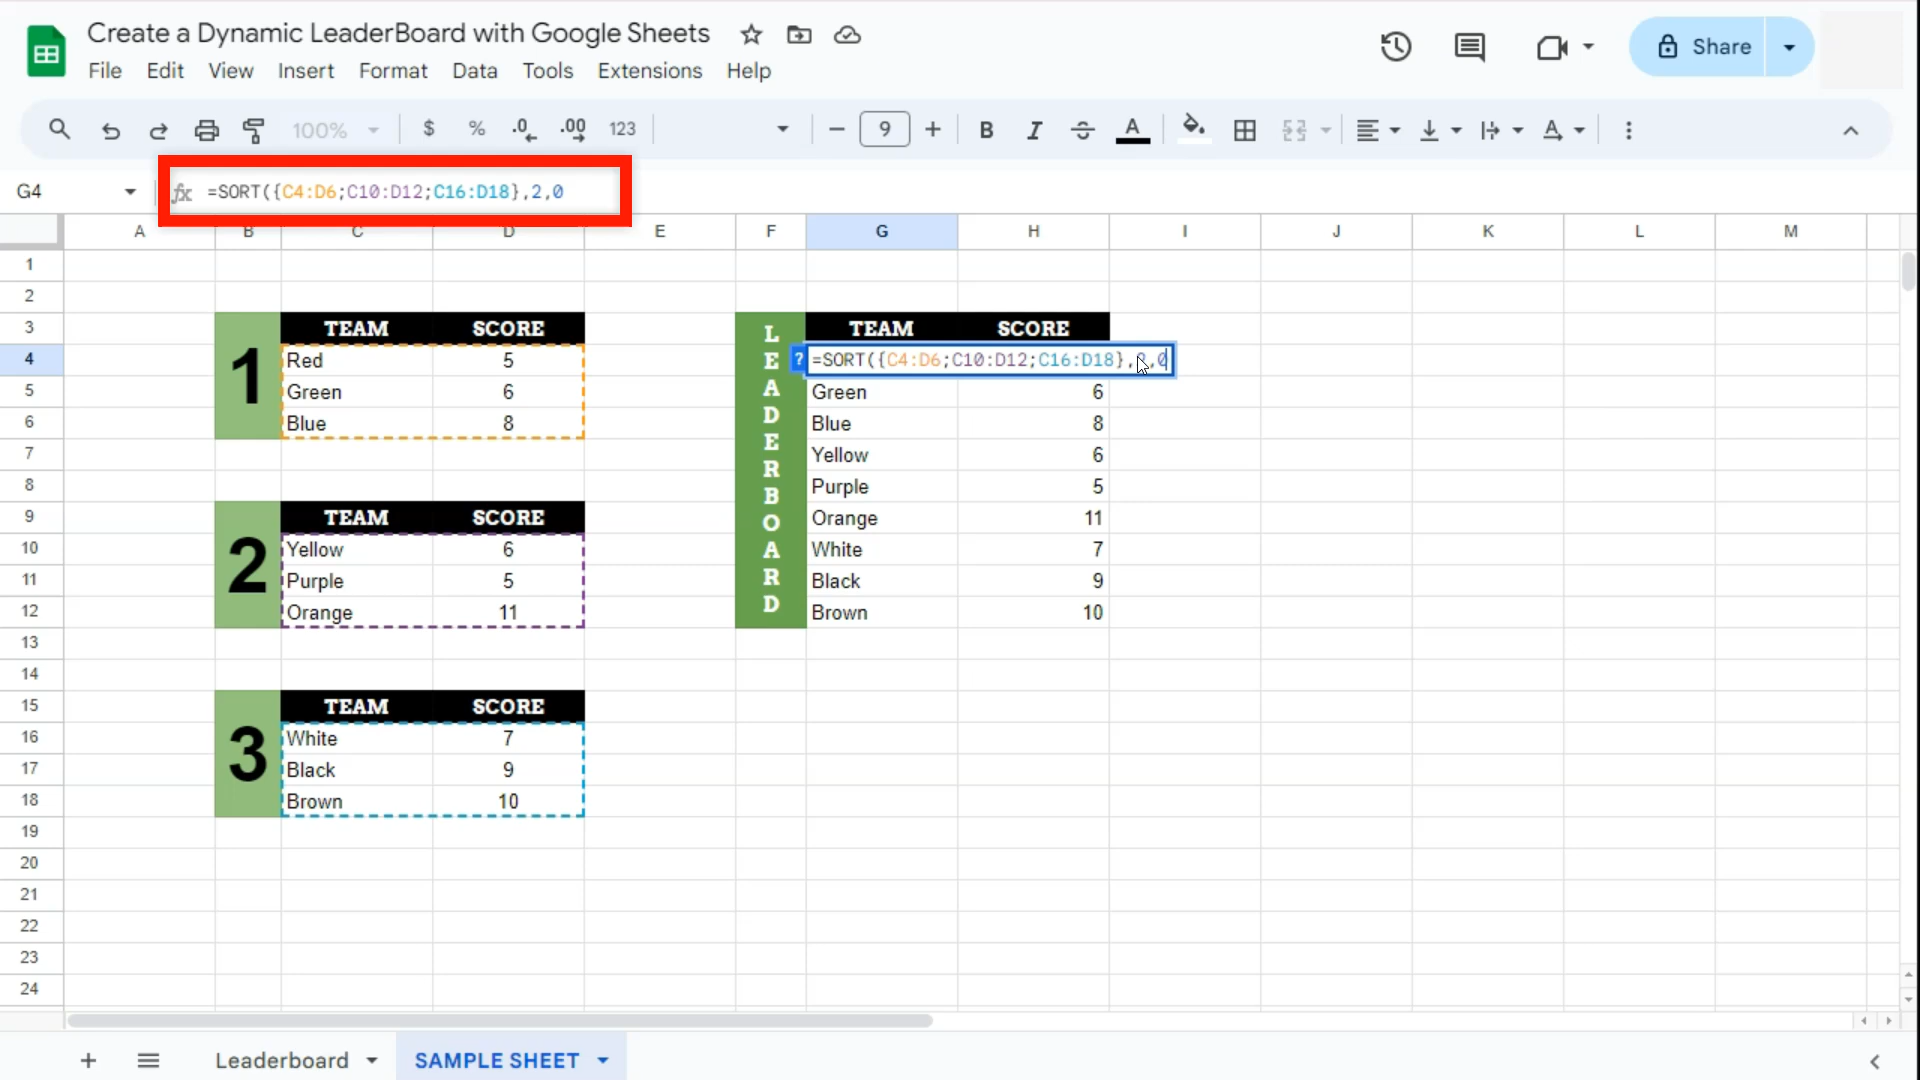 Create a Dynamic LeaderBoard with Google Sheets
File Edit View Insert Format Data Tools Extensions Help
Share
100% $ % .0 .00 123 9 B I A A
G4 fx =SORT({C4:D6;C10:D12;C16:D18},2,0
A B C D E F G H I J K L M
1
2
3 TEAM SCORE TEAM SCORE
4 Red 5 ? =SORT({C4:D6;C10:D12;C16:D18},2,0
5 Green 6 Green 6
6 Blue 8 Blue 8
7 Yellow 6
8 Purple 5
9 TEAM SCORE Orange 11
10 Yellow 6 White 7
11 Purple 5 Black 9
12 Orange 11 Brown 10
13
14
15 TEAM SCORE
16 White 7
17 Black 9
18 Brown 10
19
20
21
22
23
24
1
2
3
LEADERBOARD
+ Leaderboard SAMPLE SHEET